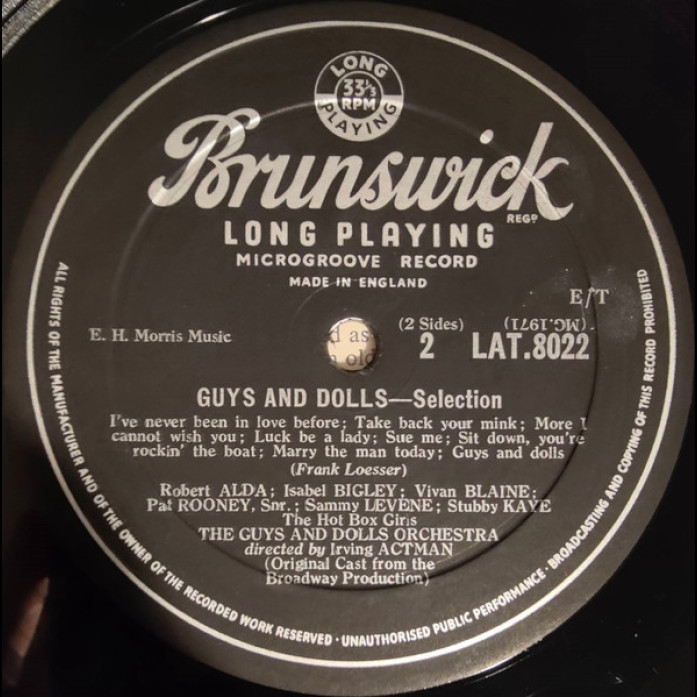 LONG
33⅓
RPM
PLAYING
Brunswick
REGD
LONG PLAYING
MICROGROOVE RECORD
MADE IN ENGLAND
E/T
E. H. Morris Music
(2 Sides)
(MG.1971)
2
LAT.8022
d as
old
GUYS AND DOLLS—Selection
I've never been in love before; Take back your mink; More I
cannot wish you; Luck be a lady; Sue me; Sit down, you're
rockin' the boat; Marry the man today; Guys and dolls
(Frank Loesser)
Robert ALDA; Isabel BIGLEY; Vivan BLAINE;
Pat ROONEY, Snr.; Sammy LEVENE; Stubby KAYE
The Hot Box Girls
THE GUYS AND DOLLS ORCHESTRA
directed by Irving ACTMAN
(Original Cast from the
Broadway Production)
ALL RIGHTS OF THE MANUFACTURER AND OF THE OWNER OF THE RECORDED WORK RESERVED · UNAUTHORISED PUBLIC PERFORMANCE · BROADCASTING AND COPYING OF THIS RECORD PROHIBITED